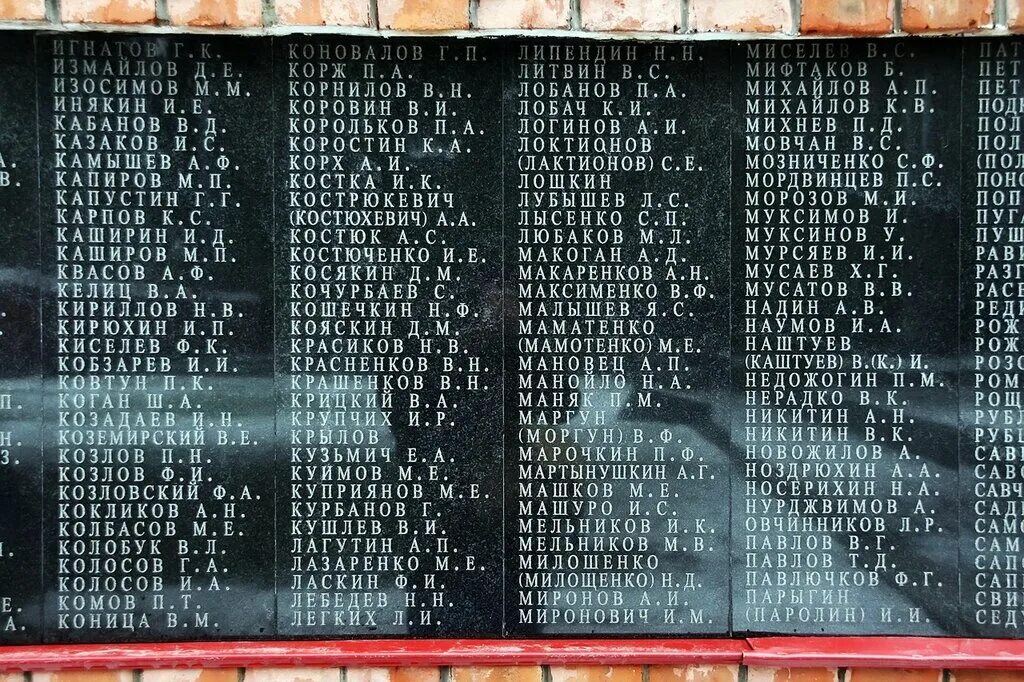 ИГНАТОВ Г.К.
ИЗМАЙЛОВ Д.Е.
ИЗОСИМОВ М.М.
ИНЯКИН И.Е.
КАБАНОВ В.Д.
КАЗАКОВ И.С.
КАМЫШЕВ А.Ф.
КАПИРОВ М.П.
КАПУСТИН Г.Г.
КАРПОВ К.С.
КАШИРИН И.Д.
КАШИРОВ М.П.
КВАСОВ А.Ф.
КЕЛИЦ В.А.
КИРИЛЛОВ Н.В.
КИРЮХИН И.П.
КИСЕЛЕВ Ф.К.
КОБЗАРЕВ И.И.
КОВТУН П.К.
КОГАН Ш.А.
КОЗАДАЕВ И.Н.
КОЗЕМИРСКИЙ В.Е.
КОЗЛОВ П.Н.
КОЗЛОВ Ф.И.
КОЗЛОВСКИЙ Ф.А.
КОКЛИКОВ А.Н.
КОЛБАСОВ М.Е.
КОЛОБУК В.Л.
КОЛОСОВ Г.А.
КОЛОСОВ И.А.
КОМОВ П.Т.
КОНИЦА В.М.
КОНОВАЛОВ Г.П.
КОРЖ П.А.
КОРНИЛОВ В.Н.
КОРОВИН В.И.
КОРОЛЬКОВ П.А.
КОРОСТИН К.А.
КОРХ А.И.
КОСТКА И.К.
КОСТРЮКЕВИЧ
(КОСТЮХЕВИЧ) А.А.
КОСТЮК А.С.
КОСТЮЧЕНКО И.Е.
КОСЯКИН Д.М.
КОЧУРБАЕВ С.
КОШЕЧКИН Н.Ф.
КОЯСКИН Д.М.
КРАСИКОВ Н.В.
КРАСНЕНКОВ В.Н.
КРАШЕНКОВ В.Н.
КРИЦКИЙ В.А.
КРУПЧИХ И.Р.
КРЫЛОВ
КУЗЬМИЧ Е.А.
КУИМОВ М.Е.
КУПРИЯНОВ М.Е.
КУРБАНОВ Г.
КУШЛЕВ В.И.
ЛАГУТИН А.П.
ЛАЗАРЕНКО М.Е.
ЛАСКИН Ф.И.
ЛЕБЕДЕВ Н.Н.
ЛЕГКИХ Л.И.
ЛИПЕНДИН Н.Н.
ЛИТВИН В.С.
ЛОБАНОВ П.А.
ЛОБАЧ К.И.
ЛОГИНОВ А.И.
ЛОКТИОНОВ
(ЛАКТИОНОВ) С.Е.
ЛОШКИН
ЛУБЫШЕВ Л.С.
ЛЫСЕНКО С.П.
ЛЮБАКОВ М.Л.
МАКОГАН А.Д.
МАКАРЕНКОВ А.Н.
МАКСИМЕНКО В.Ф.
МАЛЫШЕВ Я.С.
МАМАТЕНКО
(МАМОТЕНКО) М.Е.
МАНОВЕЦ А.П.
МАНОЙЛО Н.А.
МАНЯК П.М.
МАРГУН
(МОРГУН) В.Ф.
МАРОЧКИН П.Ф.
МАРТЫНУШКИН А.Г.
МАШКОВ М.Е.
МАШУРО И.С.
МЕЛЬНИКОВ И.К.
МЕЛЬНИКОВ М.В.
МИЛОШЕНКО
(МИЛОЩЕНКО) Н.Д.
МИРОНОВ А.И.
МИРОНОВИЧ И.М.
МИСЕЛЕВ В.С.
МИФТАКОВ Б.
МИХАЙЛОВ А.П.
МИХАЙЛОВ К.В.
МИХНЕВ П.Д.
МОВЧАН В.С.
МОЗНИЧЕНКО С.Ф.
МОРДВИНЦЕВ П.С.
МОРОЗОВ М.И.
МУКСИМОВ И.
МУКСИНОВ У.
МУРСЯЕВ И.И.
МУСАЕВ Х.Г.
МУСАТОВ В.В.
НАДИН А.В.
НАУМОВ И.А.
НАШТУЕВ
(КАШТУЕВ) В.(К.) И.
НЕДОЖОГИН П.М.
НЕРАДКО В.К.
НИКИТИН А.Н.
НИКИТИН В.К.
НОВОЖИЛОВ А.
НОЗДРЮХИН А.А.
НОСЕРИХИН Н.А.
НУРДЖВИМОВ А.
ОВЧИННИКОВ Л.Р.
ПАВЛОВ В.Г.
ПАВЛОВ Т.Д.
ПАВЛЮЧКОВ Ф.Г.
ПАРЫГИН
(ПАРОЛИН) И.И.